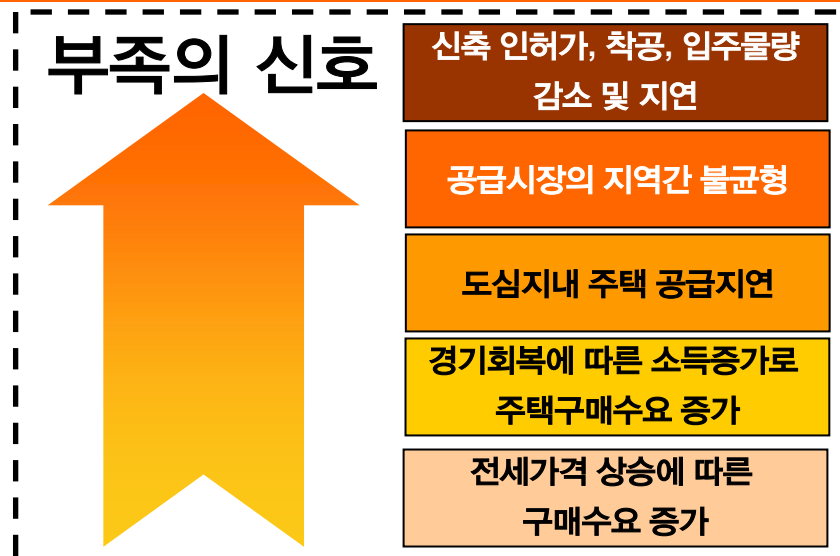 부족의 신호
신축 인허가, 착공, 입주물량
감소 및 지연
공급시장의 지역간 불균형
도심지내 주택 공급지연
경기회복에 따른 소득증가로
주택구매수요 증가
전세가격 상승에 따른
구매수요 증가